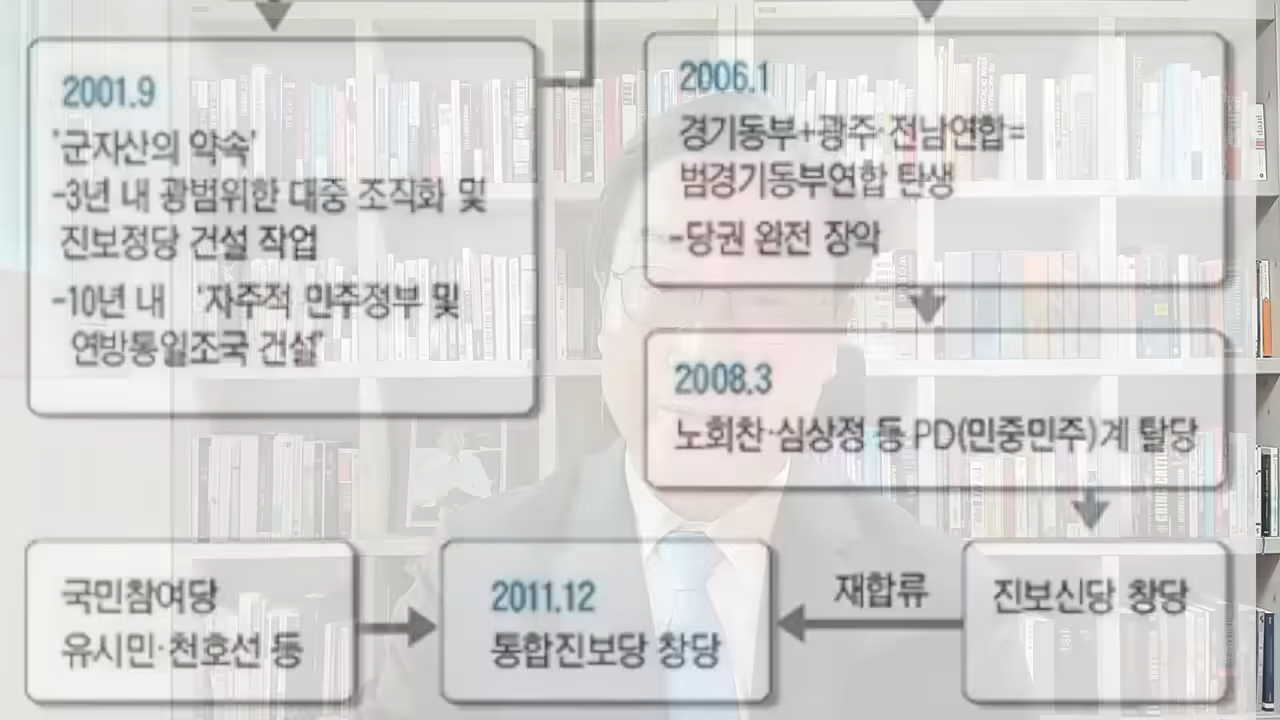 2001.9
'군자산의 약속'
-3년 내 광범위한 대중 조직화 및
진보정당 건설 작업
-10년 내 '자주적 민주정부 및
연방통일조국 건설'
2006.1
경기동부+광주·전남연합=
범경기동부연합 탄생
-당권 완전 장악
2008.3
노회찬·심상정 등 PD(민중민주)계 탈당
국민참여당
유시민·천호선 등
2011.12
통합진보당 창당
재합류
진보신당 창당